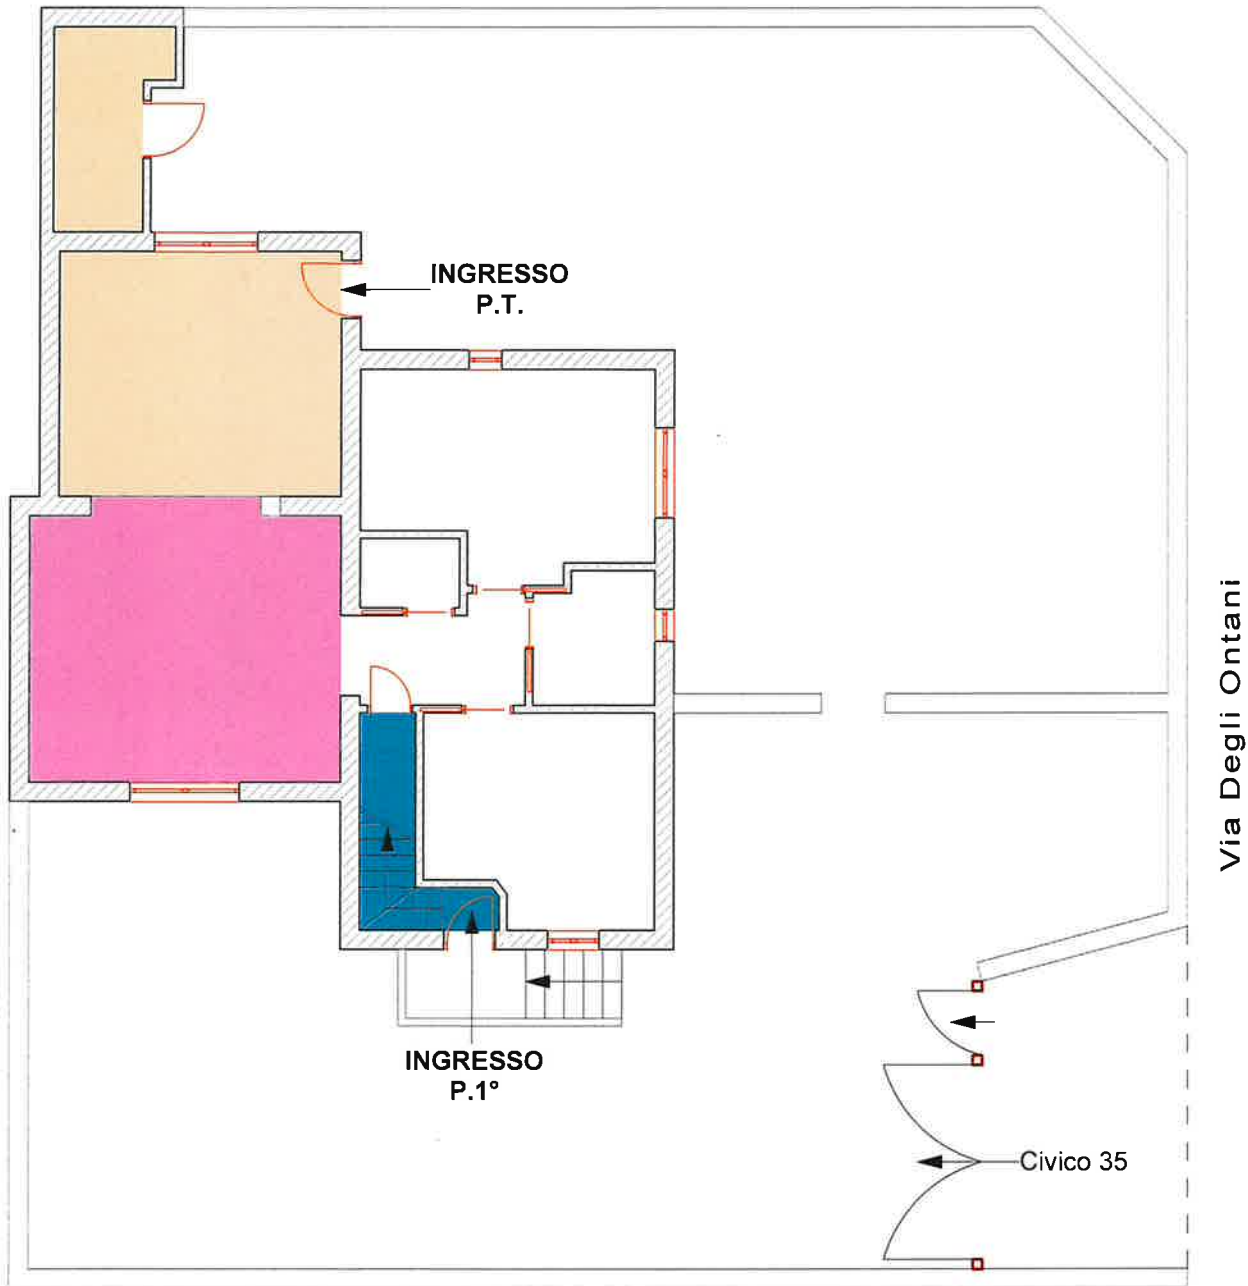 INGRESSO
P.T.
Via Degli Ontani
INGRESSO
P.1°
Civico 35